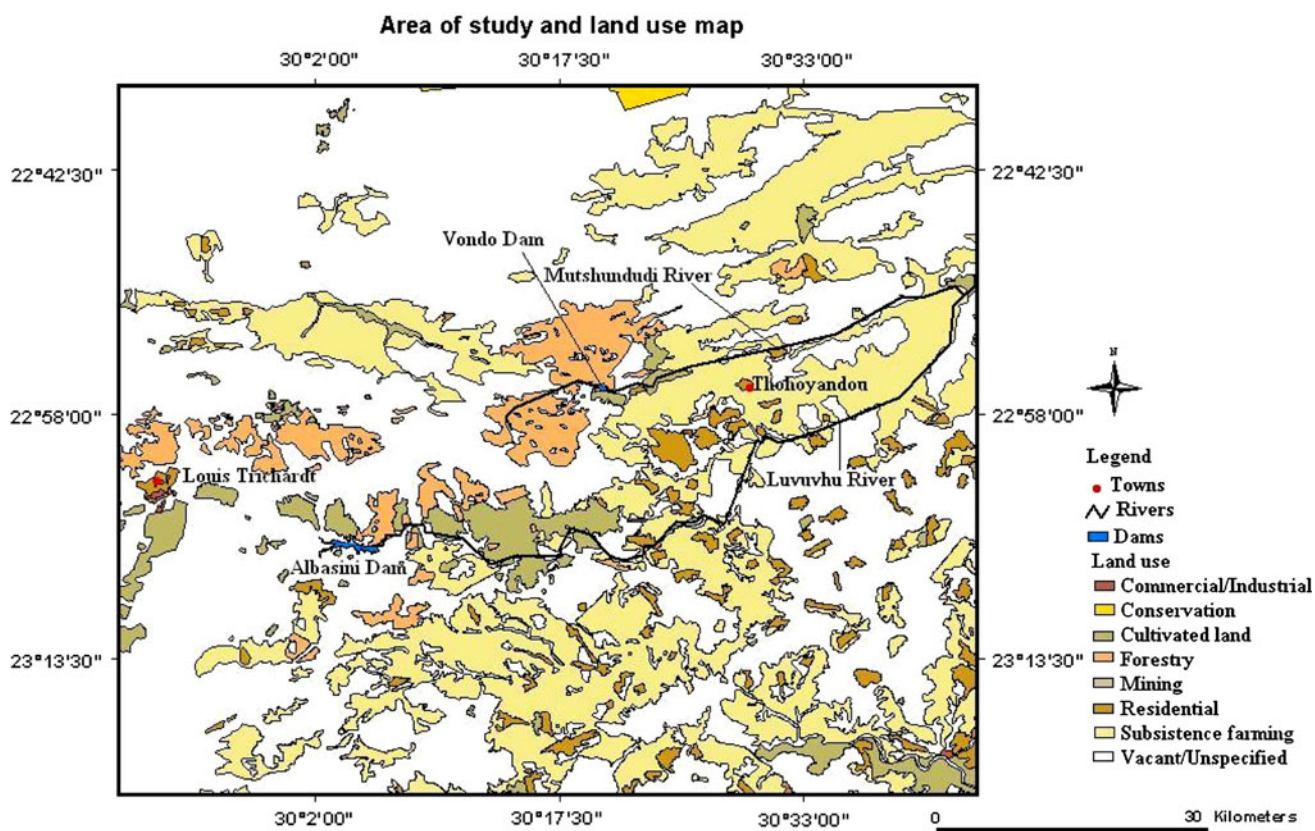 Area of study and land use map
30°2'00" 30°17'30" 30°33'00"
22°42'30" 22°42'30"
Vondo Dam
Mutshundudi River
Thohoyandou
22°58'00" 22°58'00"
N
Louis Trichardt
Luvuvhu River
Albasini Dam
23°13'30" 23°13'30"
Legend
Towns
Rivers
Dams
Land use
Commercial/Industrial
Conservation
Cultivated land
Forestry
Mining
Residential
Subsistence farming
Vacant/Unspecified
30°2'00" 30°17'30" 30°33'00"
0 30 Kilometers